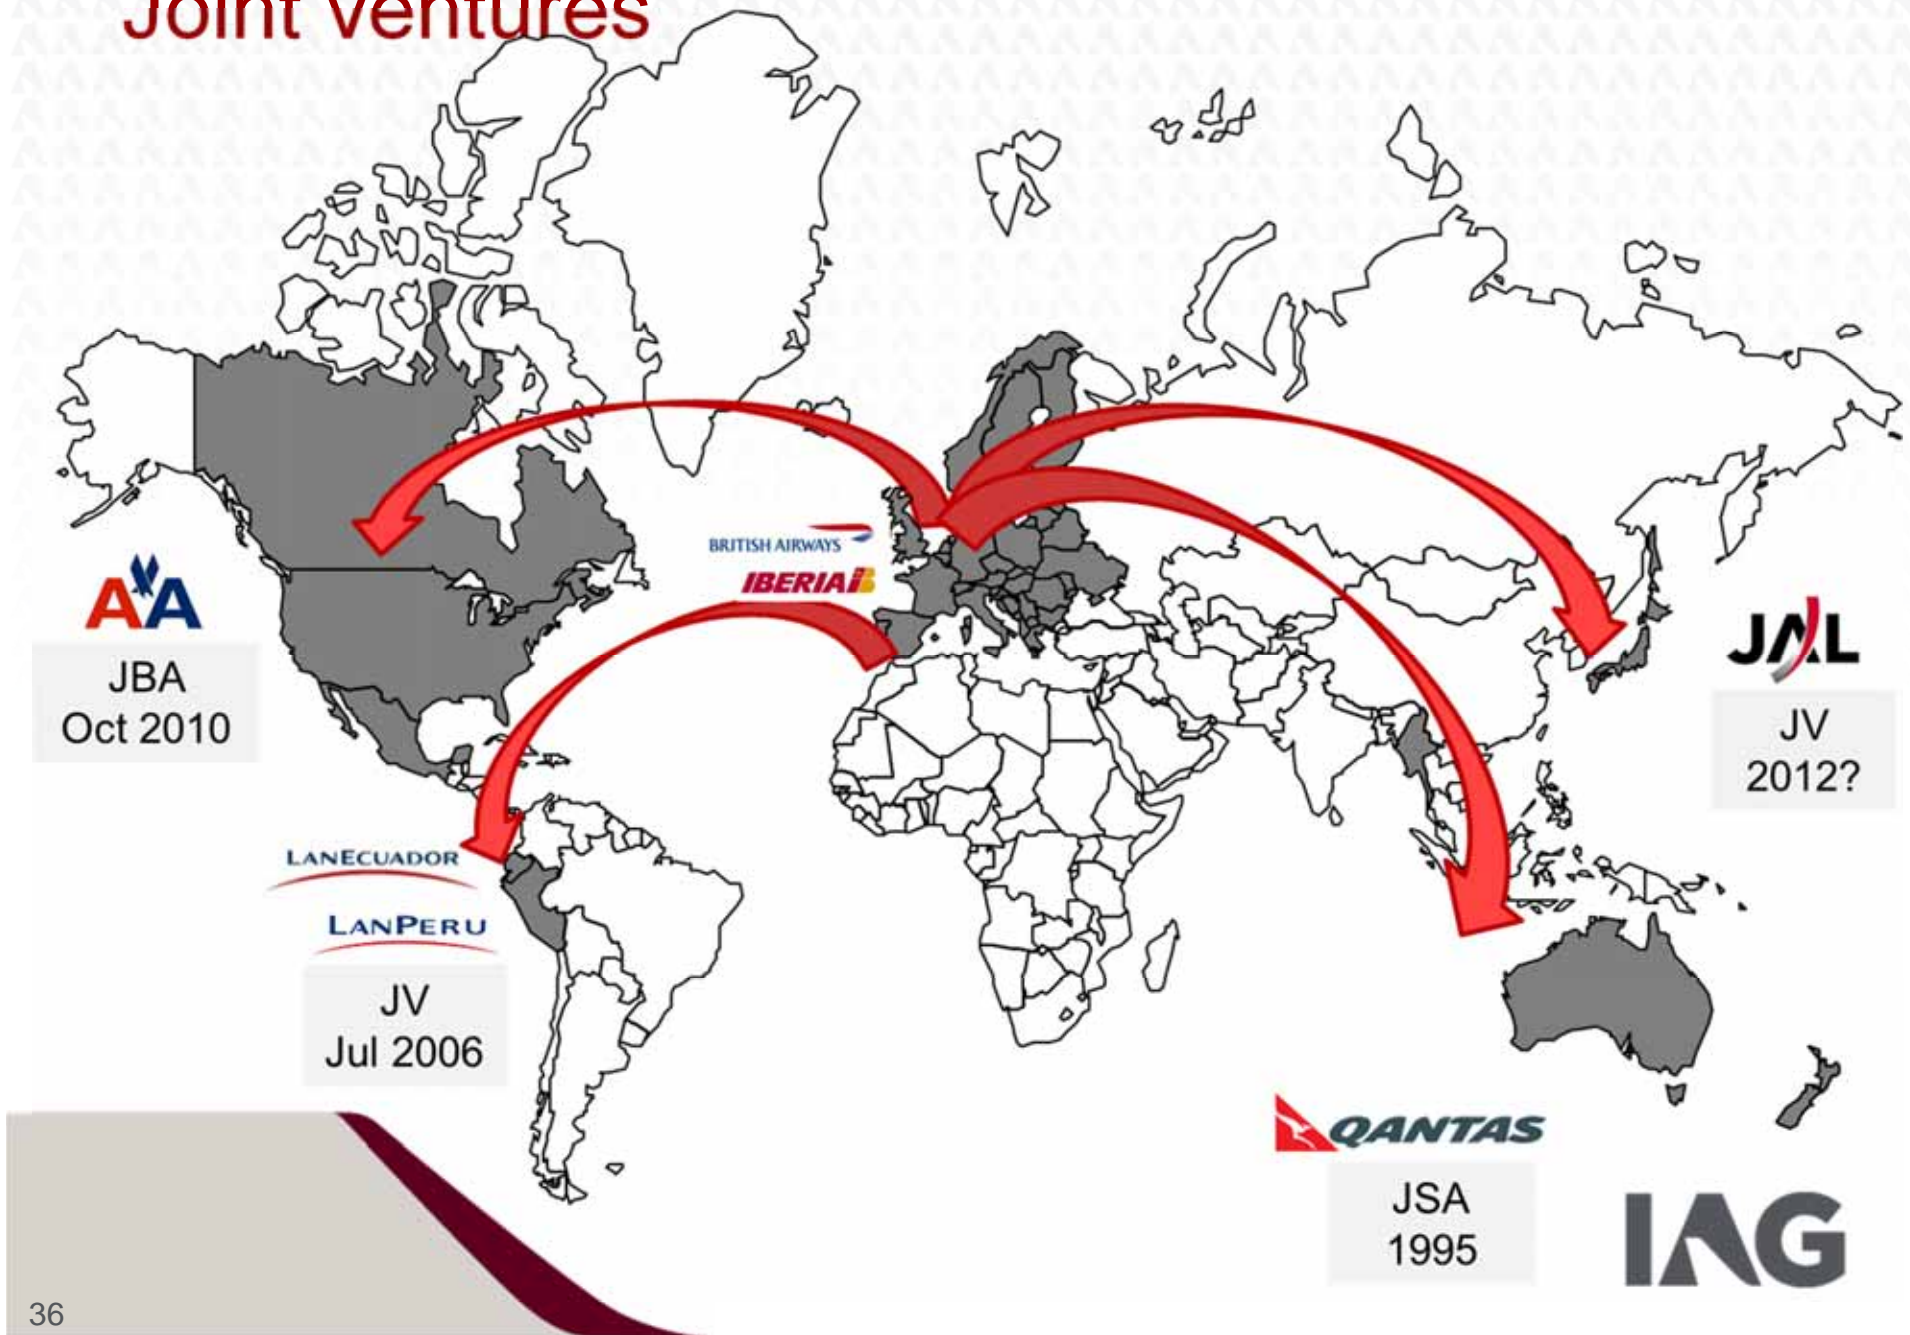 Joint ventures
BRITISH AIRWAYS
IBERIA
AA
JBA
Oct 2010
JAL
JV
2012?
LANECUADOR
LANPERU
JV
Jul 2006
QANTAS
JSA
1995
IAG
36